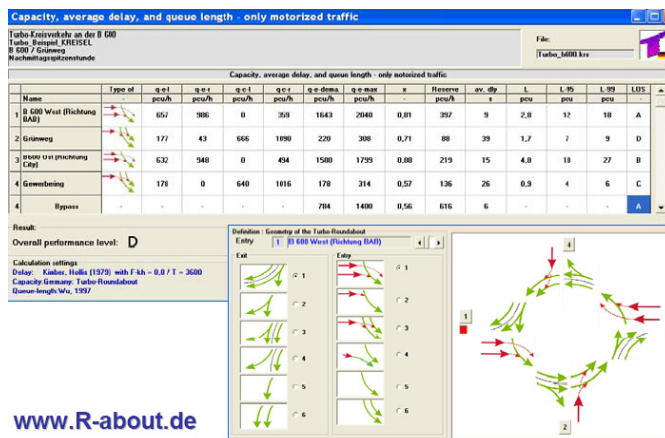 Capacity, average delay, and queue length - only motorized traffic
Turbo-Kreisverkehr an der B 600
Turbo_Beispiel_KREISEL
B 600 / Grünweg
Nachmittagsspitzenstunde
File:
Turbo_b600.krs
Capacity, average delay, and queue length - only motorized traffic
Type of q-e-l q-e-r q-c-l q-c-r q-e-dema. q-e-max x Reserve av. dly L L-95 L-99 LOS
Name - pcu/h pcu/h pcu/h pcu/h pcu/h pcu/h - pcu/h s pcu pcu pcu -
1 B 600 West (Richtung BAB) 657 986 0 359 1643 2040 0,81 397 9 2,8 12 18 A
2 Grünweg 177 43 666 1090 220 308 0,71 88 39 1,7 7 9 D
3 B600 Ost (Richtung City) 632 948 0 494 1580 1799 0,88 219 15 4,8 18 27 B
4 Gewerbering 178 0 640 1016 178 314 0,57 136 26 0,9 4 6 C
4 Bypass - - - - 784 1400 0,56 616 6 - - - A
Result:
Overall performance level: D
Calculation settings
Delay: Kimber, Hollis (1979) with F-kh = 0,8 / T = 3600
Capacity:Germany: Turbo-Roundabout
Queue-length:Wu, 1997
Definition : Geometry of the Turbo-Roundabout
Entry 1 B 600 West (Richtung BAB)
Exit Entry
1 1
2 2
3 3
4 4
5 5
6 6
4
1
2
www.R-about.de